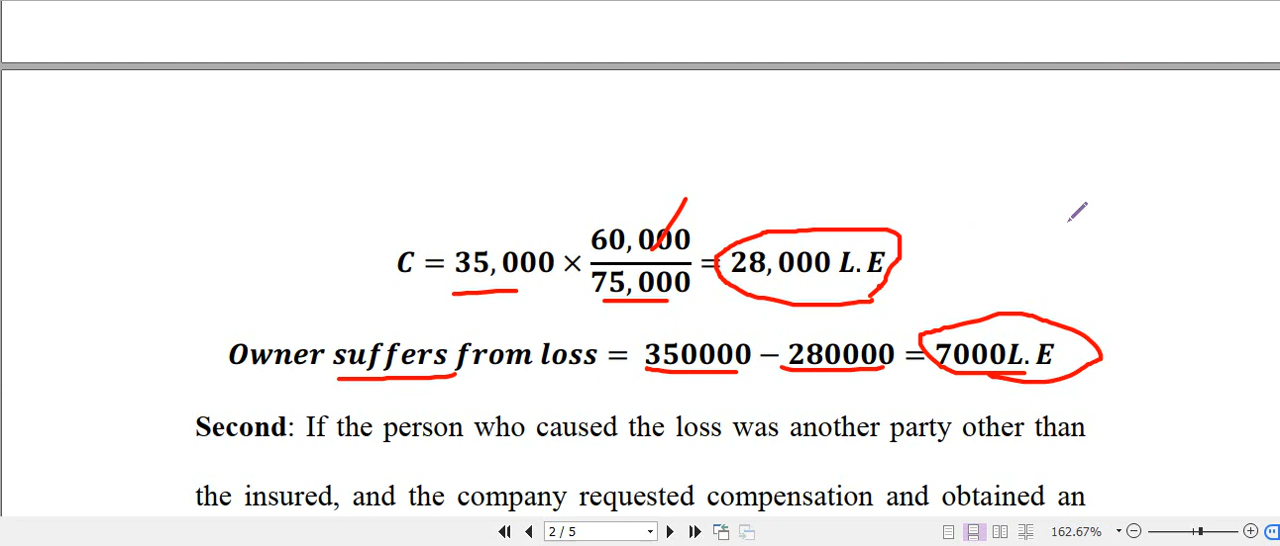 C = 35,000 × 60,000 / 75,000 = 28,000 L.E
Owner suffers from loss = 350000 − 280000 = 7000L.E
Second: If the person who caused the loss was another party other than
the insured, and the company requested compensation and obtained an
2 / 5
162.67%